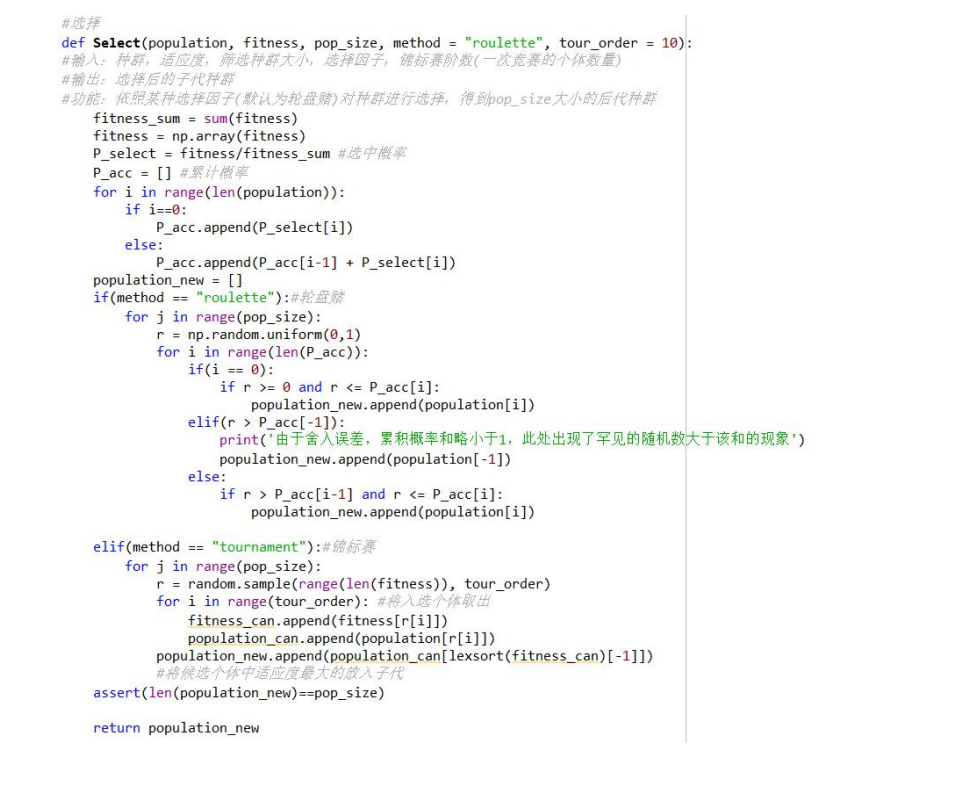 #选择
def Select(population, fitness, pop_size, method = "roulette", tour_order = 10):
#输入：种群，适应度，筛选种群大小，选择因子，锦标赛阶数(一次竞赛的个体数量)
#输出：选择后的子代种群
#功能：依照某种选择因子(默认为轮盘赌)对种群进行选择，得到pop_size大小的后代种群
    fitness_sum = sum(fitness)
    fitness = np.array(fitness)
    P_select = fitness/fitness_sum #选中概率
    P_acc = [] #累计概率
    for i in range(len(population)):
        if i==0:
            P_acc.append(P_select[i])
        else:
            P_acc.append(P_acc[i-1] + P_select[i])
    population_new = []
    if(method == "roulette"):#轮盘赌
        for j in range(pop_size):
            r = np.random.uniform(0,1)
            for i in range(len(P_acc)):
                if(i == 0):
                    if r >= 0 and r <= P_acc[i]:
                        population_new.append(population[i])
                elif(r > P_acc[-1]):
                    print('由于舍入误差，累积概率和略小于1，此处出现了罕见的随机数大于该和的现象')
                    population_new.append(population[-1])
                else:
                    if r > P_acc[i-1] and r <= P_acc[i]:
                        population_new.append(population[i])
    elif(method == "tournament"):#锦标赛
        for j in range(pop_size):
            r = random.sample(range(len(fitness)), tour_order)
            for i in range(tour_order): #将入选个体取出
                fitness_can.append(fitness[r[i]])
                population_can.append(population[r[i]])
            population_new.append(population_can[lexsort(fitness_can)[-1]])
            #将候选个体中适应度最大的放入子代
    assert(len(population_new)==pop_size)
    return population_new